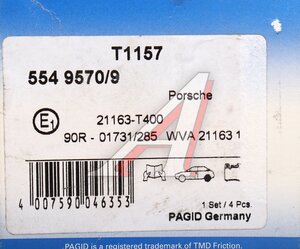 T1157
554 9570/9
Porsche
E1
21163-T400
90R - 01731/285 WVA 21163 1
1 Set / 4 Pcs.
4 007590 046353
PAGID Germany
PAGID is a registered trademark of TMD Friction.